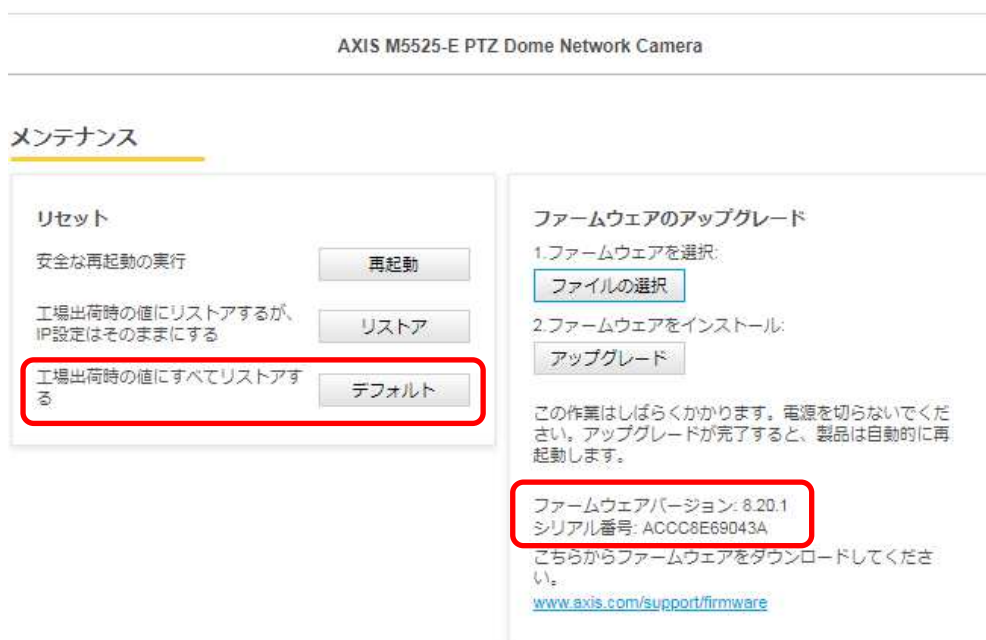 AXIS M5525-E PTZ Dome Network Camera
メンテナンス
リセット
安全な再起動の実行
再起動
工場出荷時の値にリストアするが、
IP設定はそのままにする
リストア
工場出荷時の値にすべてリストアす
る
デフォルト
ファームウェアのアップグレード
1.ファームウェアを選択:
ファイルの選択
2.ファームウェアをインストール:
アップグレード
この作業はしばらくかかります。電源を切らないでくだ
さい。アップグレードが完了すると、製品は自動的に再
起動します。
ファームウェアバージョン: 8.20.1
シリアル番号: ACCC8E69043A
こちらからファームウェアをダウンロードしてくださ
い。
www.axis.com/support/firmware